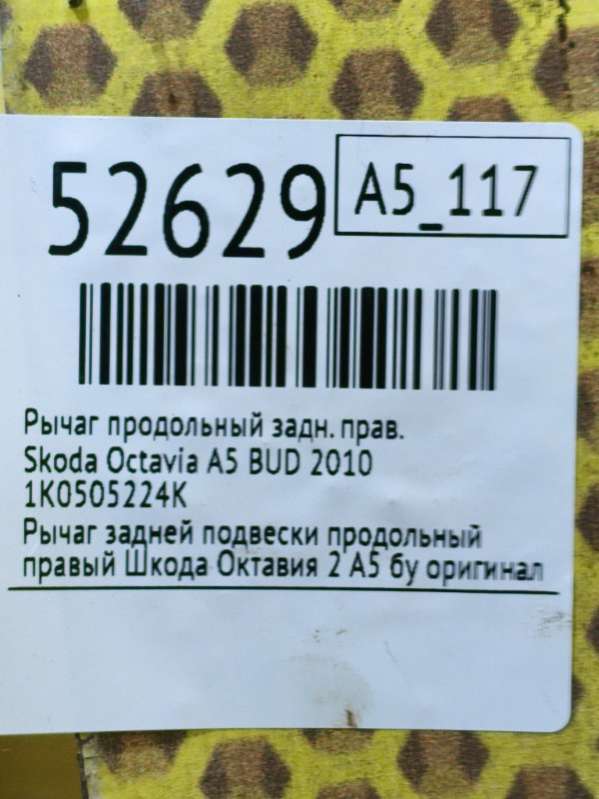 52629
A5_117
Рычаг продольный задн. прав.
Skoda Octavia A5 BUD 2010
1K0505224K
Рычаг задней подвески продольный
правый Шкода Октавия 2 А5 бу оригинал